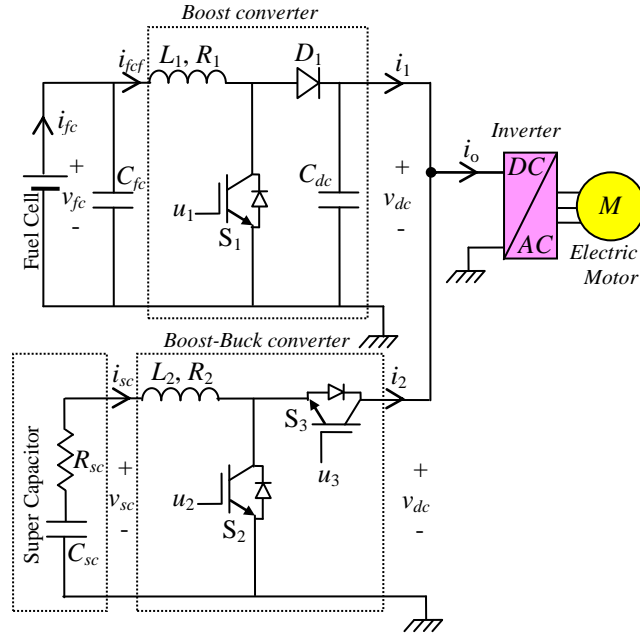 Boost converter
i_fcf
L_1, R_1
D_1
i_1
i_fc
Fuel Cell
+
v_fc
-
C_fc
u_1
S_1
C_dc
+
v_dc
-
Inverter
i_o
DC
AC
M
Electric
Motor
Boost-Buck converter
i_sc
L_2, R_2
i_2
S_3
u_3
Super Capacitor
R_sc
C_sc
+
v_sc
-
u_2
S_2
+
v_dc
-